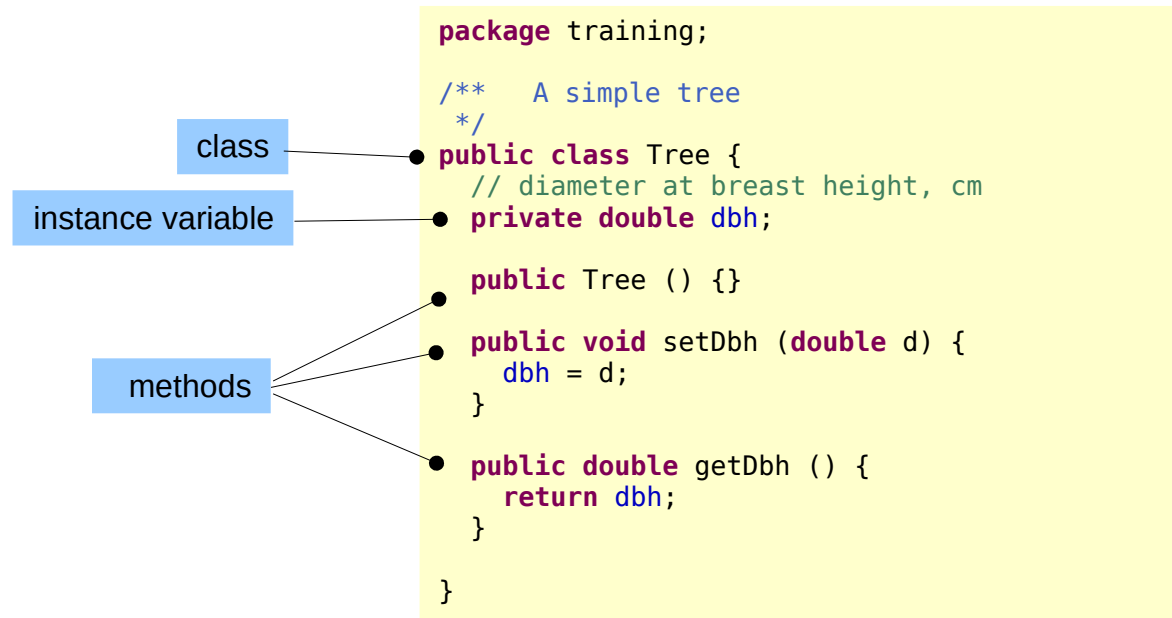 package training;
/**   A simple tree
 */
class
public class Tree {
  // diameter at breast height, cm
instance variable
  private double dbh;
  public Tree () {}
  public void setDbh (double d) {
    dbh = d;
methods
  }
  public double getDbh () {
    return dbh;
  }
}